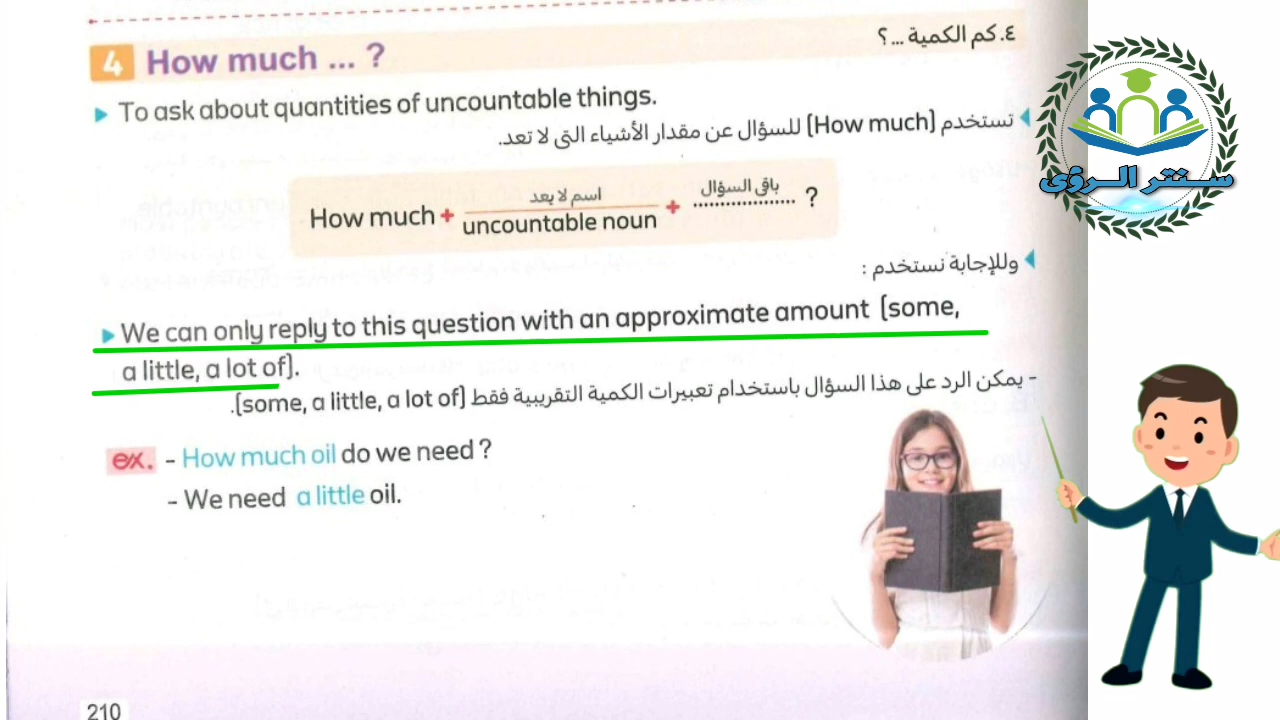 4 How much ... ?
٤. كم الكمية ...؟
To ask about quantities of uncountable things.
تستخدم (How much) للسؤال عن مقدار الأشياء التى لا تعد.
How much + اسم لا يعد + باقى السؤال
uncountable noun .................... ?
وللإجابة نستخدم :
We can only reply to this question with an approximate amount (some,
a little, a lot of).
- يمكن الرد على هذا السؤال باستخدام تعبيرات الكمية التقريبية فقط (some, a little, a lot of).
ex. - How much oil do we need ?
- We need a little oil.
210
سنتر الرؤى